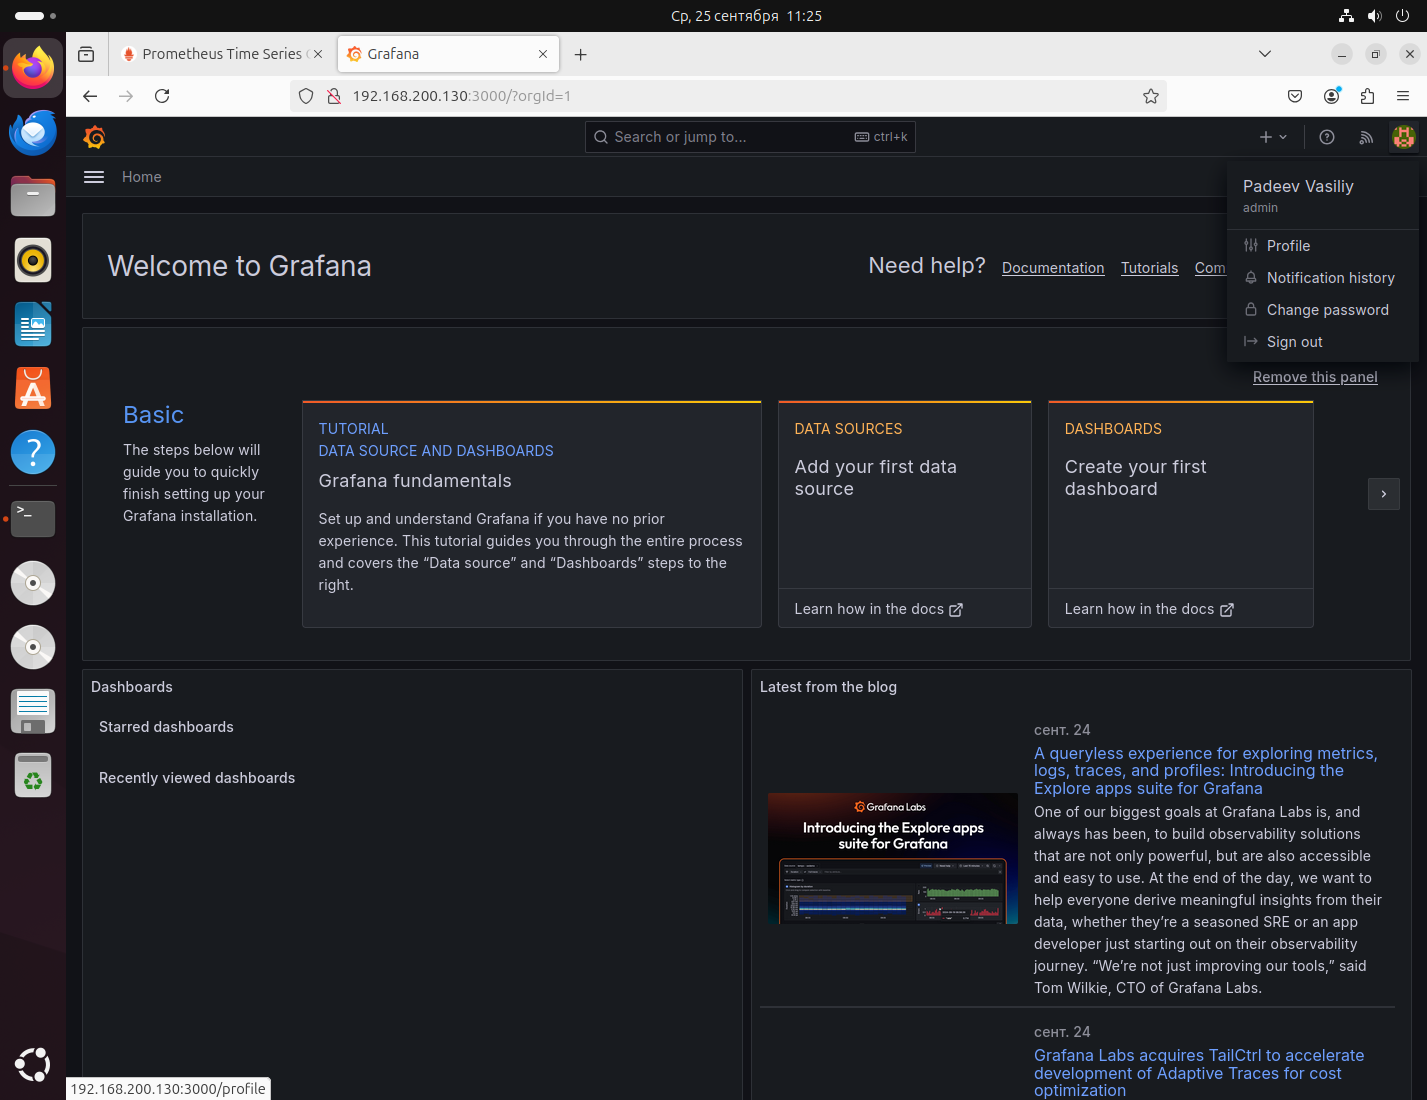 Ср, 25 сентября 11:25
Prometheus Time Series
Grafana
192.168.200.130:3000/?orgId=1
Search or jump to...
ctrl+k
Home
Padeev Vasiliy
admin
Profile
Notification history
Change password
Sign out
Welcome to Grafana
Need help?
Documentation
Tutorials
Com
Remove this panel
Basic
The steps below will
guide you to quickly
finish setting up your
Grafana installation.
TUTORIAL
DATA SOURCE AND DASHBOARDS
Grafana fundamentals
Set up and understand Grafana if you have no prior
experience. This tutorial guides you through the entire process
and covers the “Data source” and “Dashboards” steps to the
right.
DATA SOURCES
Add your first data
source
Learn how in the docs
DASHBOARDS
Create your first
dashboard
Learn how in the docs
Dashboards
Starred dashboards
Recently viewed dashboards
Latest from the blog
Grafana Labs
Introducing the Explore apps
suite for Grafana
сент. 24
A queryless experience for exploring metrics,
logs, traces, and profiles: Introducing the
Explore apps suite for Grafana
One of our biggest goals at Grafana Labs is, and
always has been, to build observability solutions
that are not only powerful, but are also accessible
and easy to use. At the end of the day, we want to
help everyone derive meaningful insights from their
data, whether they’re a seasoned SRE or an app
developer just starting out on their observability
journey. “We’re not just improving our tools,” said
Tom Wilkie, CTO of Grafana Labs.
сент. 24
Grafana Labs acquires TailCtrl to accelerate
development of Adaptive Traces for cost
optimization
192.168.200.130:3000/profile